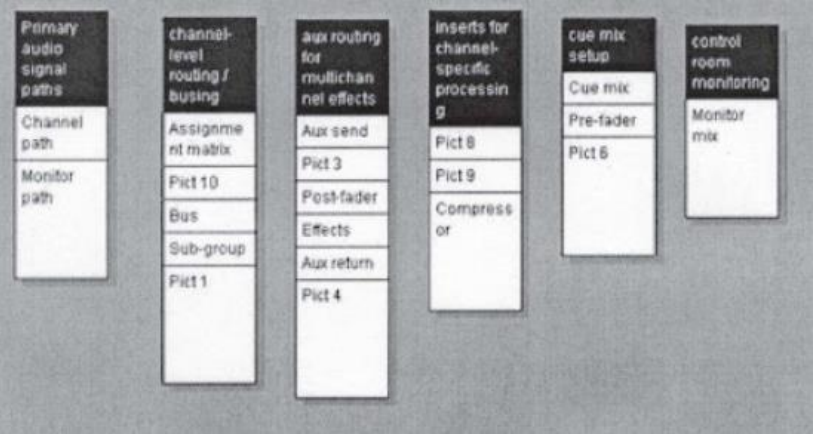 Primary
audio
signal
paths
Channel
path
Monitor
path
channel-
level
routing /
busing
Assignme
nt matrix
Pict 10
Bus
Sub-group
Pict 1
aux routing
for
multichan
nel effects
Aux send
Pict 3
Post-fader
Effects
Aux return
Pict 4
inserts for
channel-
specific
processin
g
Pict 8
Pict 9
Compress
or
cue mix
setup
Cue mix
Pre-fader
Pict 6
control
room
monitoring
Monitor
mix